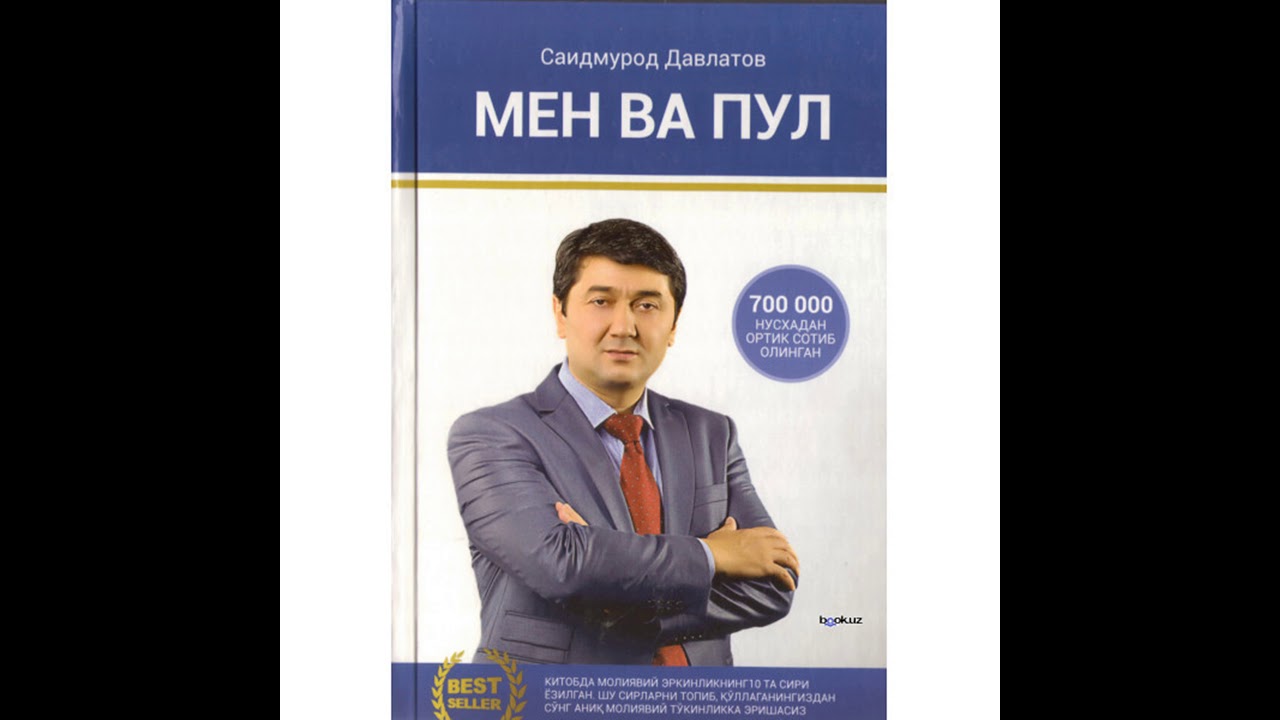 Саидмурод Давлатов
МЕН ВА ПУЛ
700 000
НУСХАДАН
ОРТИК СОТИБ
ОЛИНГАН
book.uz
BEST
SELLER
КИТОБДА МОЛИЯВИЙ ЭРКИНЛИКНИНГ10 ТА СИРИ
ЁЗИЛГАН. ШУ СИРЛАРНИ ТОПИБ, ҚЎЛЛАГАНИНГИЗДАН
СЎНГ АНИҚ МОЛИЯВИЙ ТЎКИНЛИККА ЭРИШАСИЗ